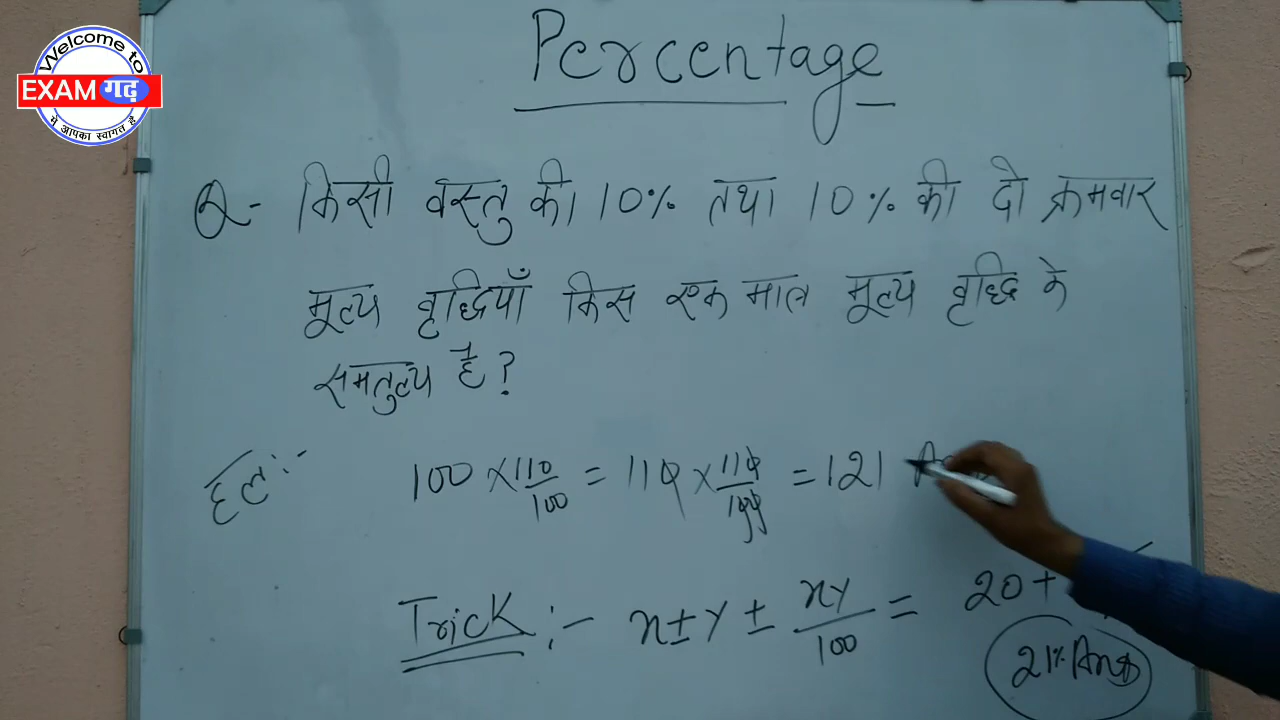 Welcome to
EXAM गढ़
में आपका स्वागत है
Percentage
Q- किसी वस्तु की 10% तथा 10% की दो क्रमवार
मूल्य वृद्धियाँ किस एक मात्र मूल्य वृद्धि के
समतुल्य है ?
हल :- 100 × 110/100 = 110 × 110/100 = 121
Trick :- x ± y ± xy/100 = 20 +
21% Ans